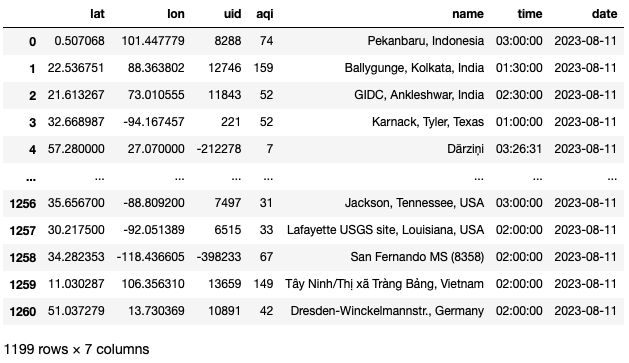 lat lon uid aqi name time date
0 0.507068 101.447779 8288 74 Pekanbaru, Indonesia 03:00:00 2023-08-11
1 22.536751 88.363802 12746 159 Ballygunge, Kolkata, India 01:30:00 2023-08-11
2 21.613267 73.010555 11843 52 GIDC, Ankleshwar, India 02:30:00 2023-08-11
3 32.668987 -94.167457 221 52 Karnack, Tyler, Texas 01:00:00 2023-08-11
4 57.280000 27.070000 -212278 7 Dārziņi 03:26:31 2023-08-11
... ... ... ... ... ... ... ...
1256 35.656700 -88.809200 7497 31 Jackson, Tennessee, USA 03:00:00 2023-08-11
1257 30.217500 -92.051389 6515 33 Lafayette USGS site, Louisiana, USA 02:00:00 2023-08-11
1258 34.282353 -118.436605 -398233 67 San Fernando MS (8358) 02:00:00 2023-08-11
1259 11.030287 106.356310 13659 149 Tây Ninh/Thị xã Tràng Bảng, Vietnam 02:00:00 2023-08-11
1260 51.037279 13.730369 10891 42 Dresden-Winckelmannstr., Germany 02:00:00 2023-08-11
1199 rows × 7 columns